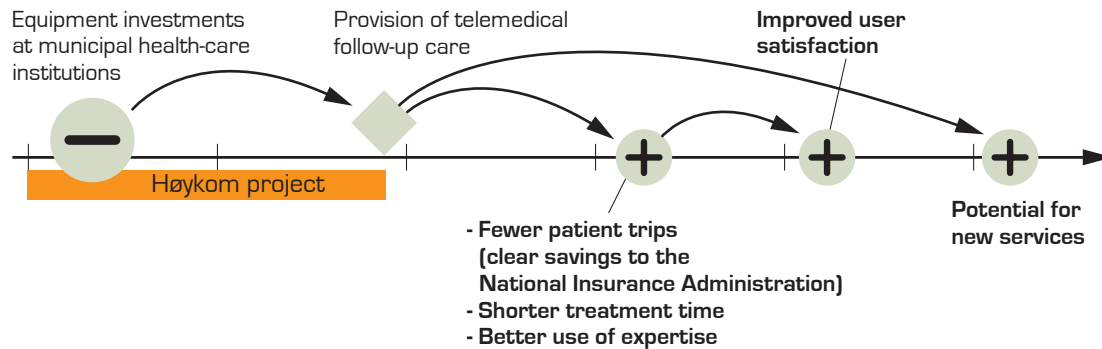 Equipment investments
at municipal health-care
institutions
Provision of telemedical
follow-up care
Improved user
satisfaction
Høykom project
- Fewer patient trips
(clear savings to the
National Insurance Administration)
- Shorter treatment time
- Better use of expertise
Potential for
new services